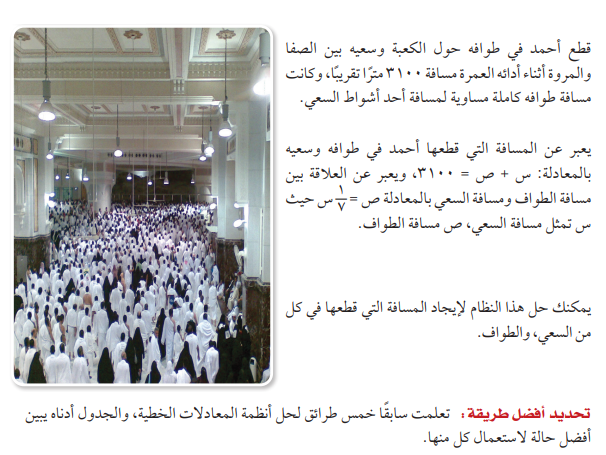 قطع أحمد في طوافه حول الكعبة وسعيه بين الصفا
والمروة أثناء أدائه العمرة مسافة ٣١٠٠ مترًا تقريبًا، وكانت
مسافة طوافه كاملة مساوية لمسافة أحد أشواط السعي.
يعبر عن المسافة التي قطعها أحمد في طوافه وسعيه
بالمعادلة: س + ص = ٣١٠٠، ويعبر عن العلاقة بين
مسافة الطواف ومسافة السعي بالمعادلة ص = ١/٧ س حيث
س تمثل مسافة السعي، ص مسافة الطواف.
يمكنك حل هذا النظام لإيجاد المسافة التي قطعها في كل
من السعي، والطواف.
تحديد أفضل طريقة: تعلمت سابقًا خمس طرائق لحل أنظمة المعادلات الخطية، والجدول أدناه يبين
أفضل حالة لاستعمال كل منها.